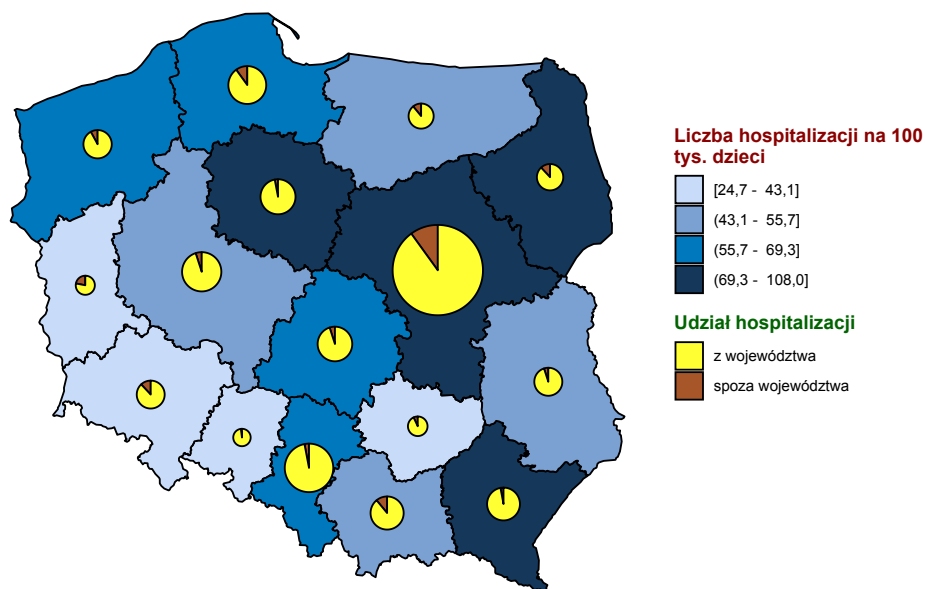 Liczba hospitalizacji na 100
tys. dzieci
[24,7 - 43,1]
(43,1 - 55,7]
(55,7 - 69,3]
(69,3 - 108,0]
Udział hospitalizacji
z województwa
spoza województwa